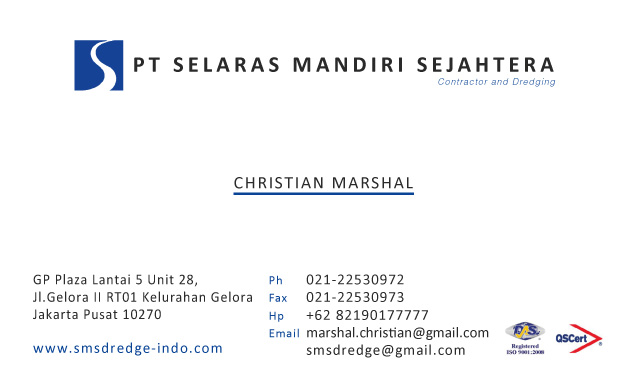 PT SELARAS MANDIRI SEJAHTERA
Contractor and Dredging
CHRISTIAN MARSHAL
GP Plaza Lantai 5 Unit 28,
Jl.Gelora II RT01 Kelurahan Gelora
Jakarta Pusat 10270
www.smsdredge-indo.com
Ph 021-22530972
Fax 021-22530973
Hp +62 82190177777
Email marshal.christian@gmail.com
smsdredge@gmail.com
DAS
Registered
ISO 9001:2008
QSCert